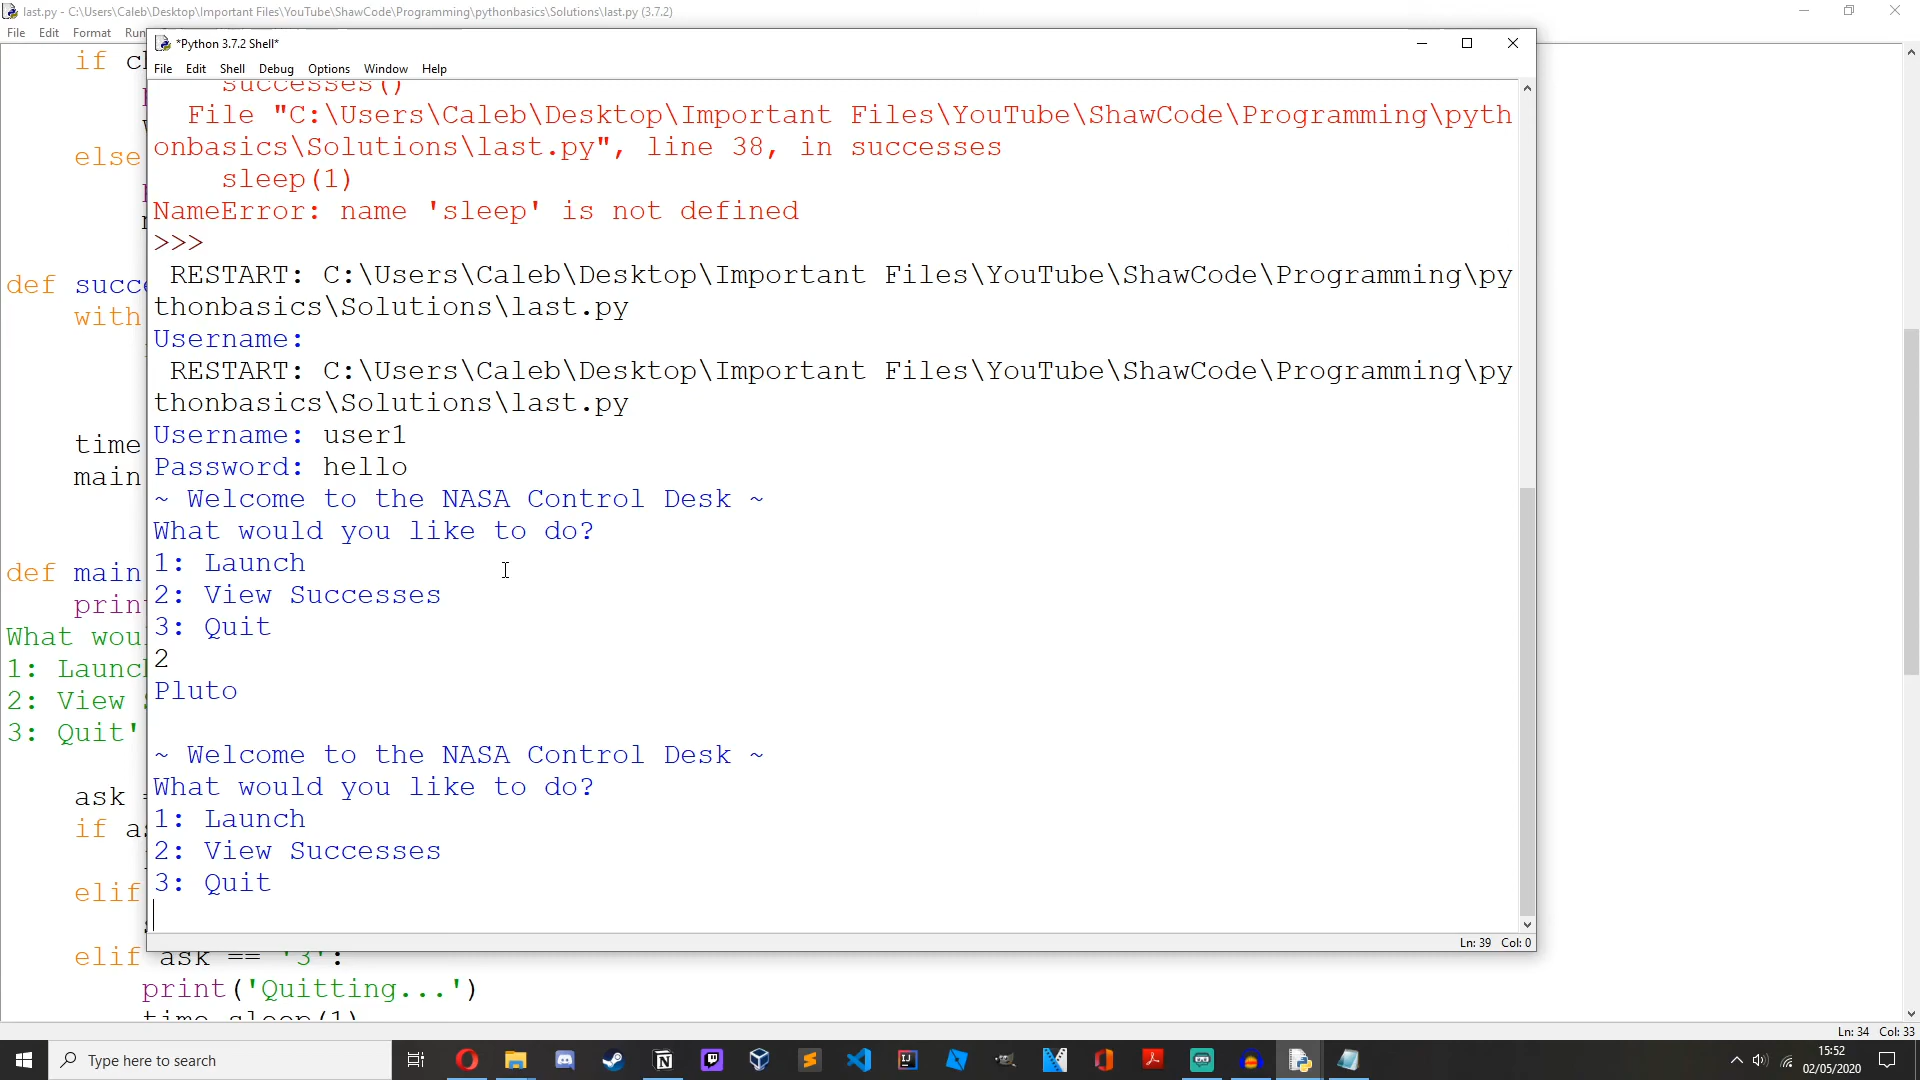 last.py - C:\Users\Caleb\Desktop\Important Files\YouTube\ShawCode\Programming\pythonbasics\Solutions\last.py (3.7.2)
File Edit Format Run
*Python 3.7.2 Shell*
File Edit Shell Debug Options Window Help
successes()
File "C:\Users\Caleb\Desktop\Important Files\YouTube\ShawCode\Programming\pyth
onbasics\Solutions\last.py", line 38, in successes
sleep(1)
NameError: name 'sleep' is not defined
>>>
RESTART: C:\Users\Caleb\Desktop\Important Files\YouTube\ShawCode\Programming\py
thonbasics\Solutions\last.py
Username:
RESTART: C:\Users\Caleb\Desktop\Important Files\YouTube\ShawCode\Programming\py
thonbasics\Solutions\last.py
Username: user1
Password: hello
~ Welcome to the NASA Control Desk ~
What would you like to do?
1: Launch
2: View Successes
3: Quit
2
Pluto
~ Welcome to the NASA Control Desk ~
What would you like to do?
1: Launch
2: View Successes
3: Quit
Ln: 39 Col: 0
if
else
def succe
with
time
main
def main
print
What woul
1: Launch
2: View
3: Quit'
ask
if
elif
elif ask == '3':
print('Quitting...')
time.sleep(1)
Ln: 34 Col: 33
Type here to search
15:52
02/05/2020